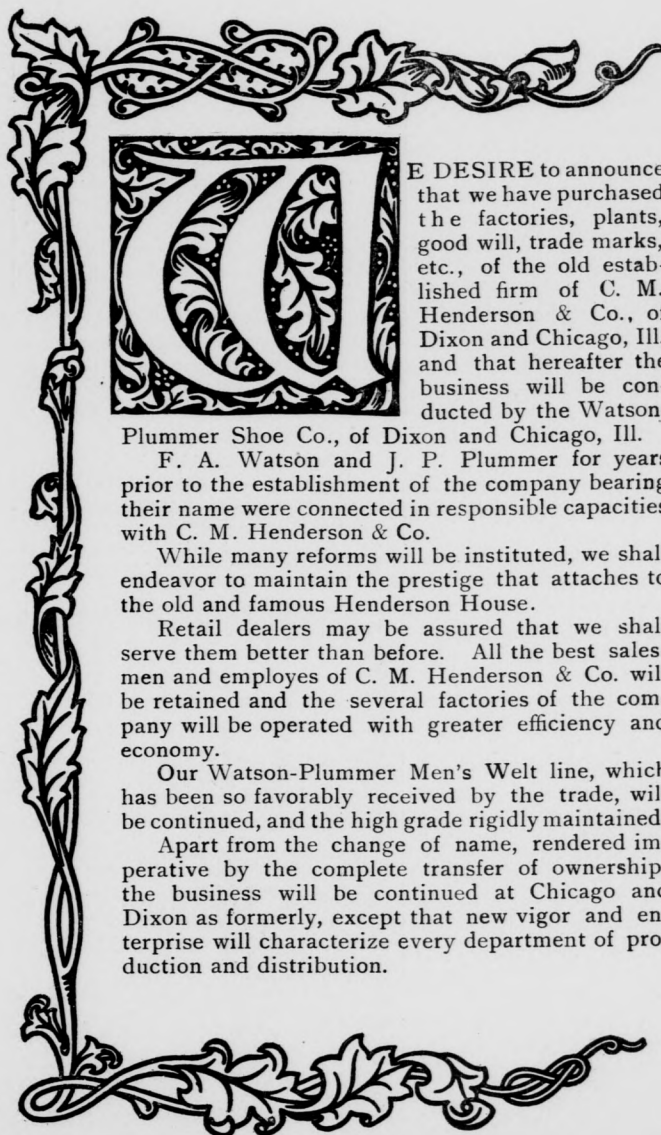 WE DESIRE to announce
that we have purchased
the factories, plants,
good will, trade marks,
etc., of the old estab-
lished firm of C. M.
Henderson & Co., of
Dixon and Chicago, Ill.
and that hereafter the
business will be con
ducted by the Watson
Plummer Shoe Co., of Dixon and Chicago, Ill.
F. A. Watson and J. P. Plummer for years
prior to the establishment of the company bearing
their name were connected in responsible capacities
with C. M. Henderson & Co.
While many reforms will be instituted, we shal
endeavor to maintain the prestige that attaches to
the old and famous Henderson House.
Retail dealers may be assured that we shal
serve them better than before. All the best sales
men and employes of C. M. Henderson & Co. wil
be retained and the several factories of the com
pany will be operated with greater efficiency and
economy.
Our Watson-Plummer Men's Welt line, which
has been so favorably received by the trade, wil
be continued, and the high grade rigidly maintained
Apart from the change of name, rendered im
perative by the complete transfer of ownership
the business will be continued at Chicago and
Dixon as formerly, except that new vigor and en
terprise will characterize every department of pro
duction and distribution.